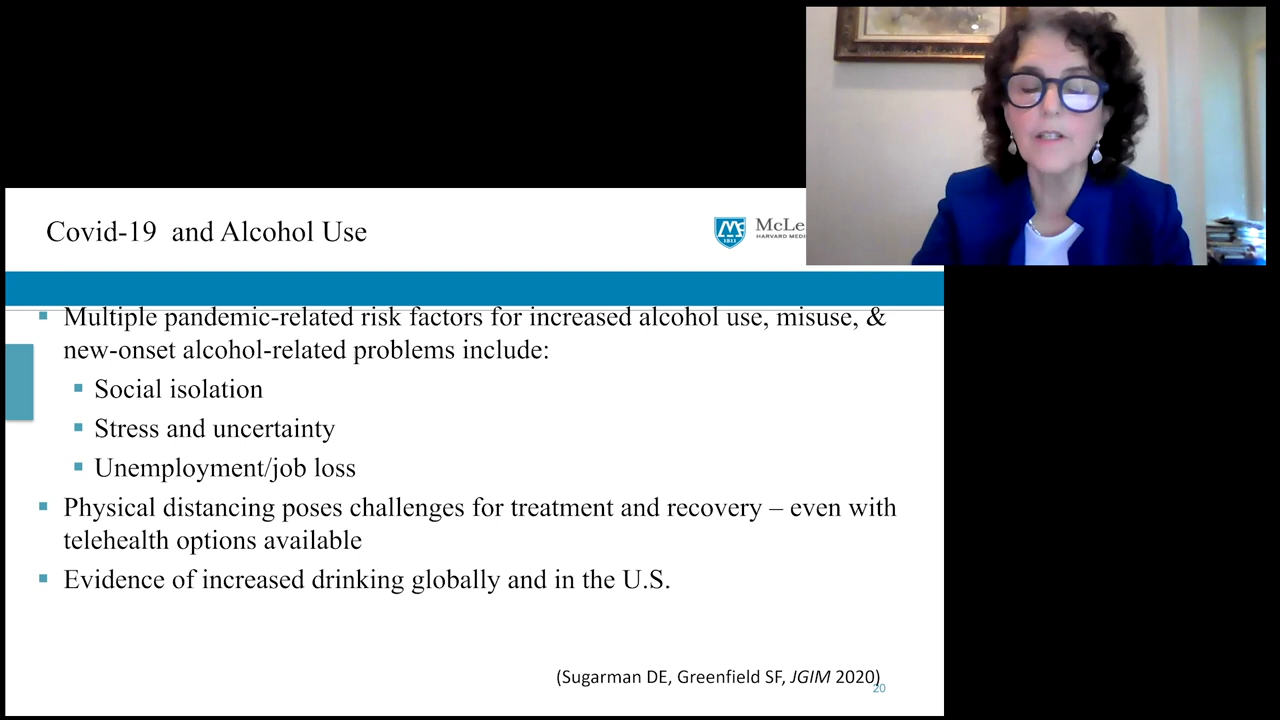 Covid-19 and Alcohol Use
McLe
HARVARD MEDI
1811
Multiple pandemic-related risk factors for increased alcohol use, misuse, &
new-onset alcohol-related problems include:
Social isolation
Stress and uncertainty
Unemployment/job loss
Physical distancing poses challenges for treatment and recovery – even with
telehealth options available
Evidence of increased drinking globally and in the U.S.
(Sugarman DE, Greenfield SF, JGIM 2020)
20